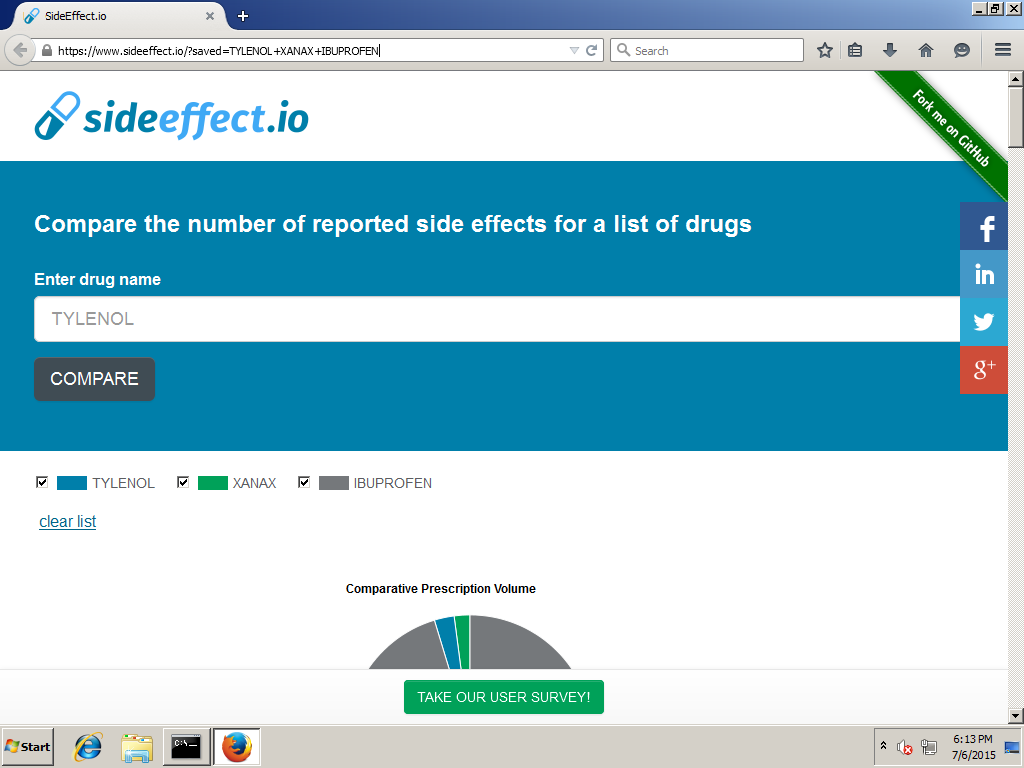 SideEffect.io
https://www.sideeffect.io/?saved=TYLENOL+XANAX+IBUPROFEN
Search
sideeffect.io
Fork me on GitHub
Compare the number of reported side effects for a list of drugs
Enter drug name
TYLENOL
COMPARE
f
in
g+
TYLENOL
XANAX
IBUPROFEN
clear list
Comparative Prescription Volume
TAKE OUR USER SURVEY!
Start
C:\._
6:13 PM
7/6/2015